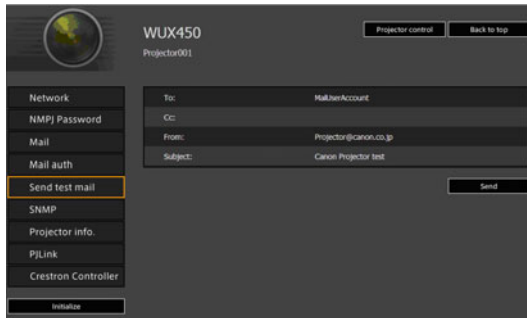 WUX450
Projector001
Projector control
Back to top
Network
NMPJ Password
Mail
Mail auth
Send test mail
SNMP
Projector info.
PJLink
Crestron Controller
Initialize
To: MailUserAccount
Cc:
From: Projector@canon.co.jp
Subject: Canon Projector test
Send